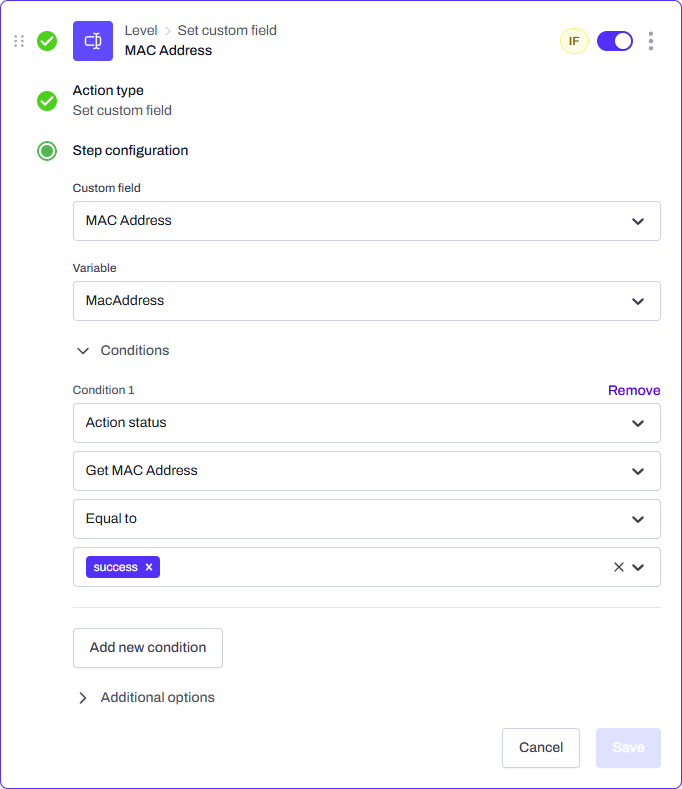 Level > Set custom field
MAC Address
IF
Action type
Set custom field
Step configuration
Custom field
MAC Address
Variable
MacAddress
Conditions
Condition 1
Remove
Action status
Get MAC Address
Equal to
success ×
Add new condition
Additional options
Cancel
Save